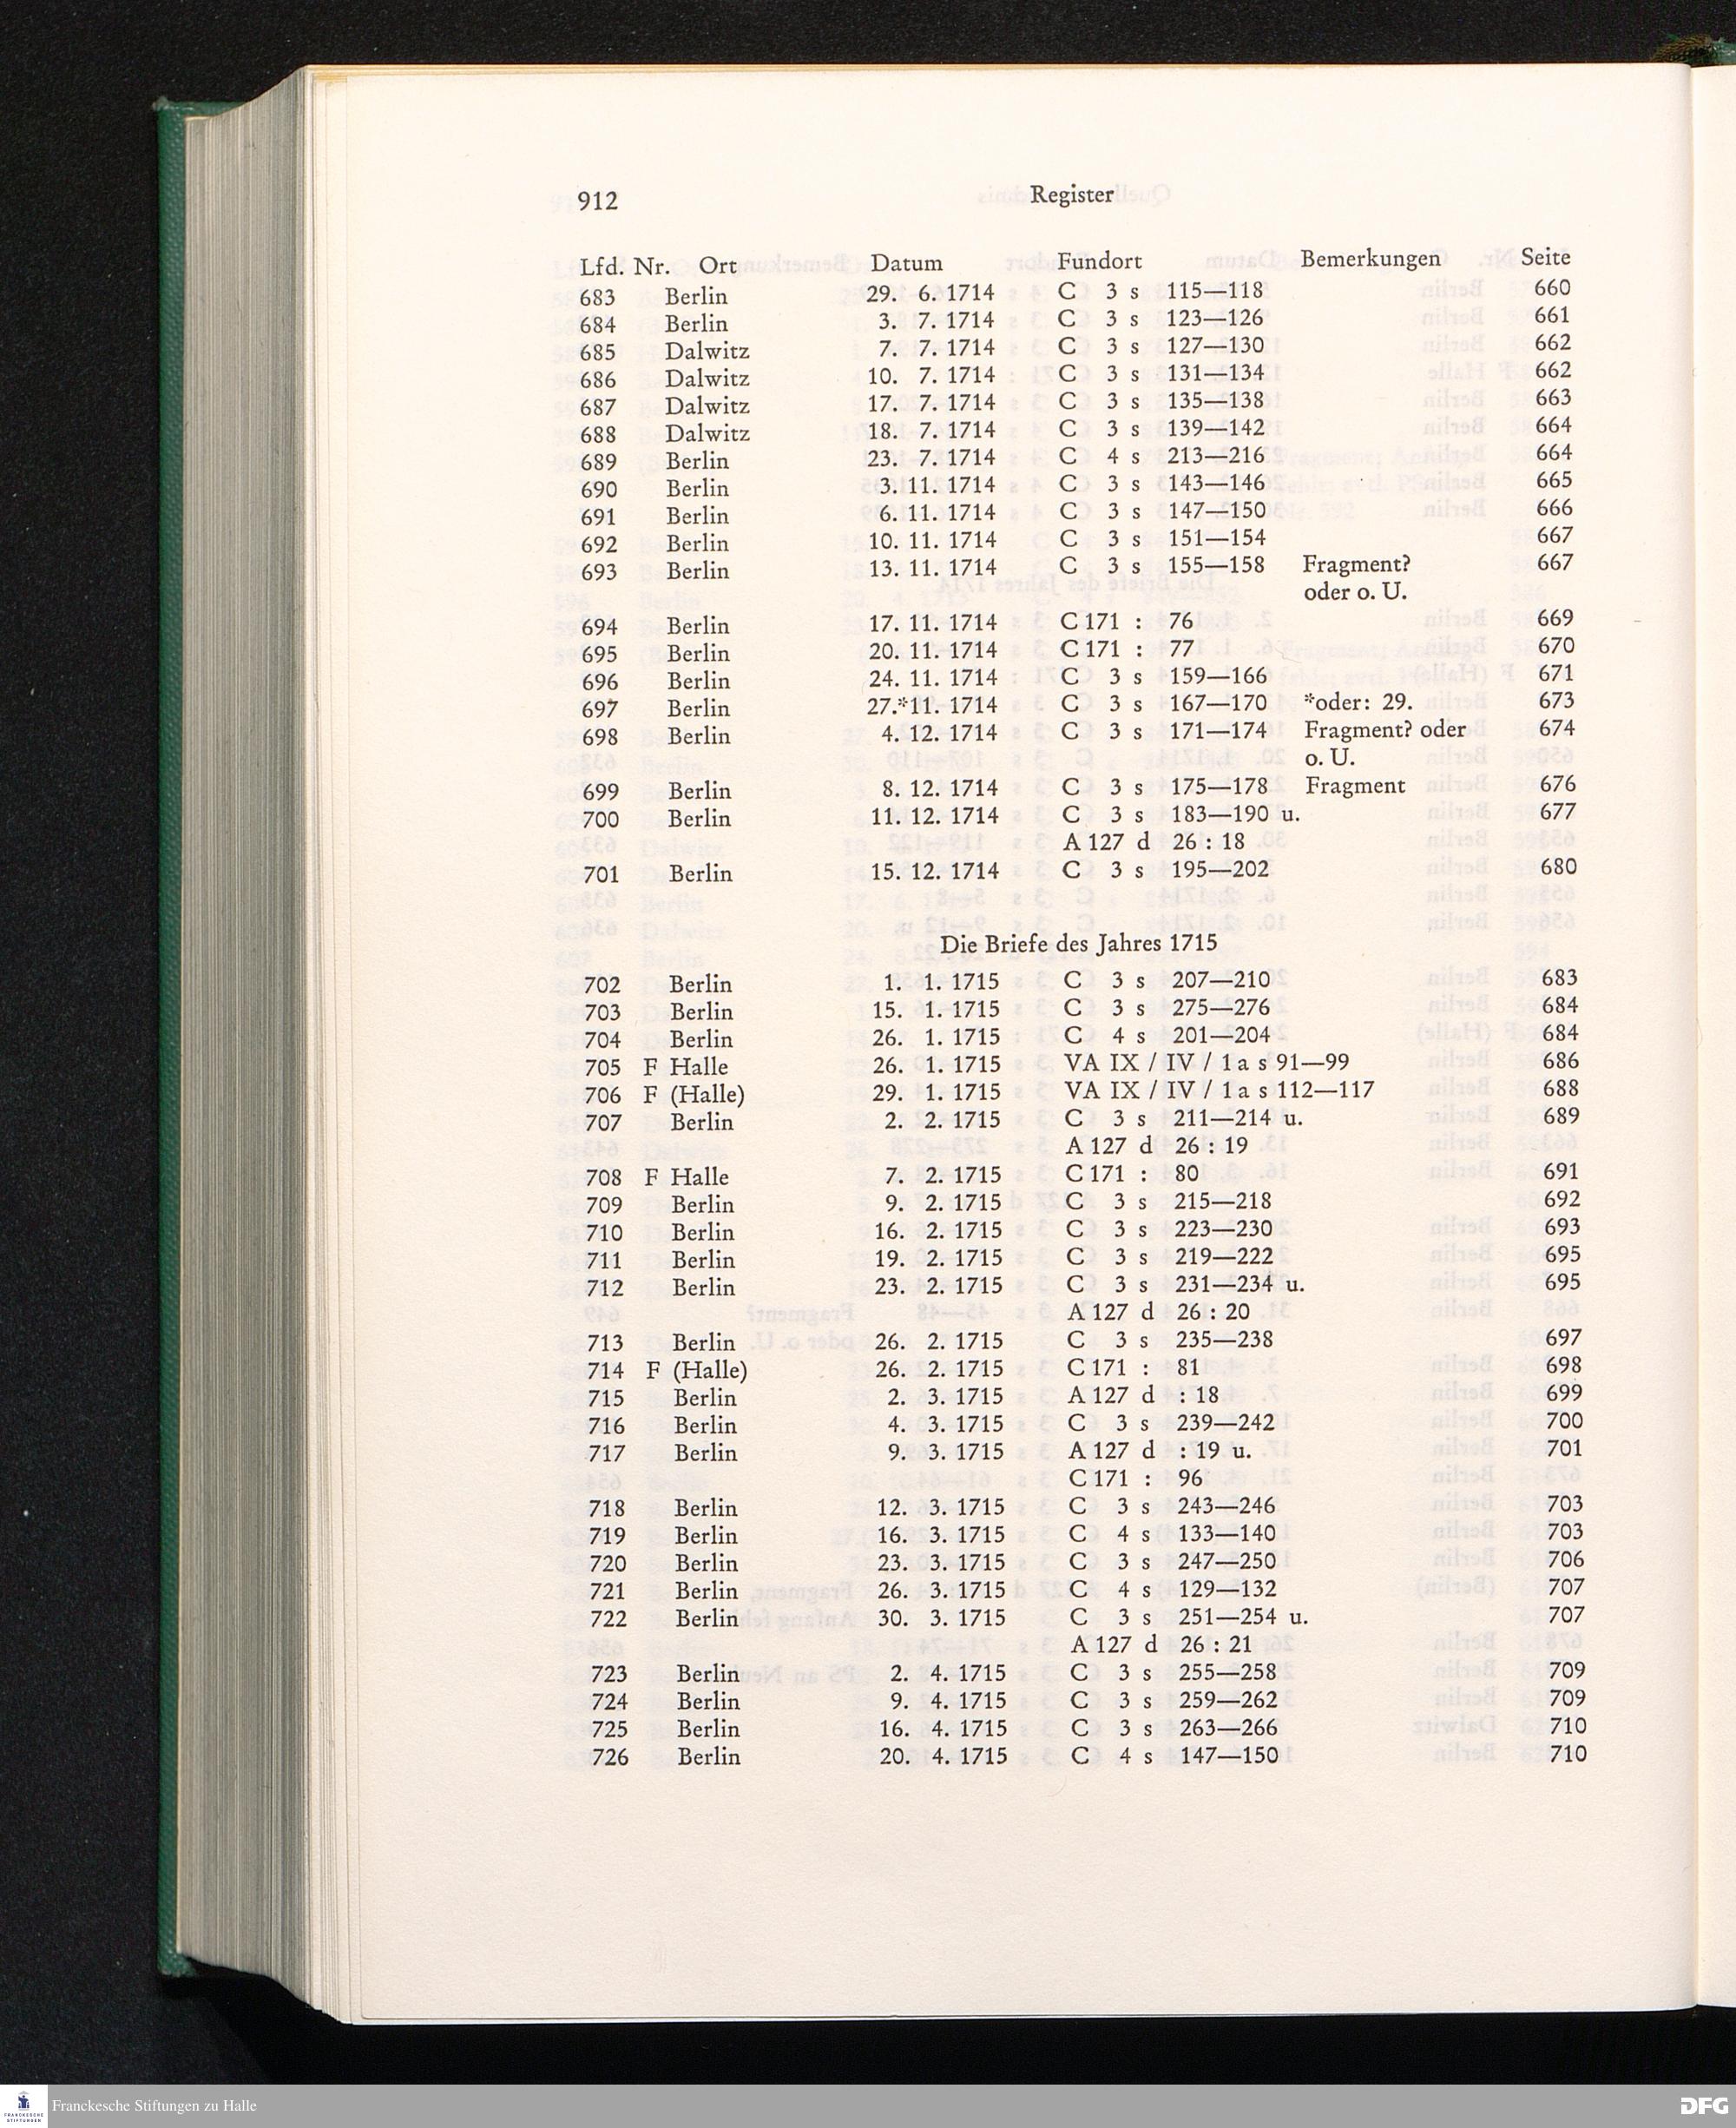 912 Register
Lfd. Nr. Ort Datum Fundort Bemerkungen Seite
683 Berlin 29. 6. 1714 C 3 s 115—118 660
684 Berlin 3. 7. 1714 C 3 s 123—126 661
685 Dalwitz 7. 7. 1714 C 3 s 127—130 662
686 Dalwitz 10. 7. 1714 C 3 s 131—134 662
687 Dalwitz 17. 7. 1714 C 3 s 135—138 663
688 Dalwitz 18. 7. 1714 C 3 s 139—142 664
689 Berlin 23. 7. 1714 C 4 s 213—216 664
690 Berlin 3. 11. 1714 C 3 s 143—146 665
691 Berlin 6. 11. 1714 C 3 s 147—150 666
692 Berlin 10. 11. 1714 C 3 s 151—154 667
693 Berlin 13. 11. 1714 C 3 s 155—158 Fragment? 667
oder o. U.
694 Berlin 17. 11. 1714 C 171 : 76 669
695 Berlin 20. 11. 1714 C 171 : 77 670
696 Berlin 24. 11. 1714 C 3 s 159—166 671
697 Berlin 27.*11. 1714 C 3 s 167—170 *oder: 29. 673
698 Berlin 4. 12. 1714 C 3 s 171—174 Fragment? oder 674
o. U.
699 Berlin 8. 12. 1714 C 3 s 175—178 Fragment 676
700 Berlin 11. 12. 1714 C 3 s 183—190 u. 677
A 127 d 26 : 18
701 Berlin 15. 12. 1714 C 3 s 195—202 680
Die Briefe des Jahres 1715
702 Berlin 1. 1. 1715 C 3 s 207—210 683
703 Berlin 15. 1. 1715 C 3 s 275—276 684
704 Berlin 26. 1. 1715 C 4 s 201—204 684
705 F Halle 26. 1. 1715 VA IX / IV / 1 a s 91—99 686
706 F (Halle) 29. 1. 1715 VA IX / IV / 1 a s 112—117 688
707 Berlin 2. 2. 1715 C 3 s 211—214 u. 689
A 127 d 26 : 19
708 F Halle 7. 2. 1715 C 171 : 80 691
709 Berlin 9. 2. 1715 C 3 s 215—218 692
710 Berlin 16. 2. 1715 C 3 s 223—230 693
711 Berlin 19. 2. 1715 C 3 s 219—222 695
712 Berlin 23. 2. 1715 C 3 s 231—234 u. 695
A 127 d 26 : 20
713 Berlin 26. 2. 1715 C 3 s 235—238 697
714 F (Halle) 26. 2. 1715 C 171 : 81 698
715 Berlin 2. 3. 1715 A 127 d : 18 699
716 Berlin 4. 3. 1715 C 3 s 239—242 700
717 Berlin 9. 3. 1715 A 127 d : 19 u. 701
C 171 : 96
718 Berlin 12. 3. 1715 C 3 s 243—246 703
719 Berlin 16. 3. 1715 C 4 s 133—140 703
720 Berlin 23. 3. 1715 C 3 s 247—250 706
721 Berlin 26. 3. 1715 C 4 s 129—132 707
722 Berlin 30. 3. 1715 C 3 s 251—254 u. 707
A 127 d 26 : 21
723 Berlin 2. 4. 1715 C 3 s 255—258 709
724 Berlin 9. 4. 1715 C 3 s 259—262 709
725 Berlin 16. 4. 1715 C 3 s 263—266 710
726 Berlin 20. 4. 1715 C 4 s 147—150 710
FRANCKESCHE
STIFTUNGEN
Franckesche Stiftungen zu Halle
DFG